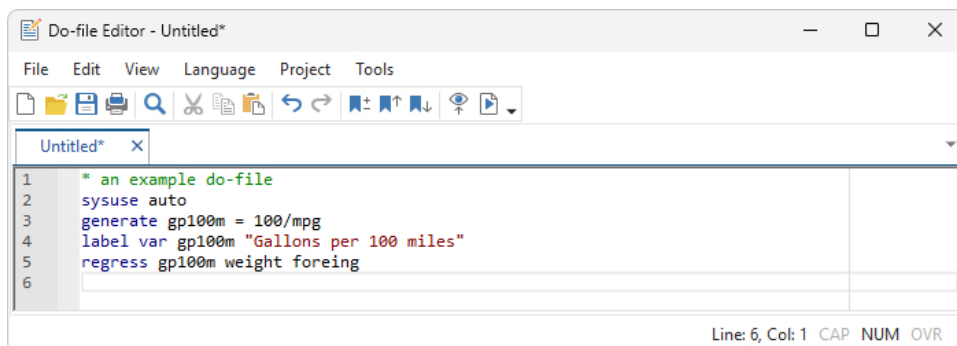 Do-file Editor - Untitled*
File Edit View Language Project Tools
Untitled*
1 * an example do-file
2 sysuse auto
3 generate gp100m = 100/mpg
4 label var gp100m "Gallons per 100 miles"
5 regress gp100m weight foreing
6
Line: 6, Col: 1 CAP NUM OVR